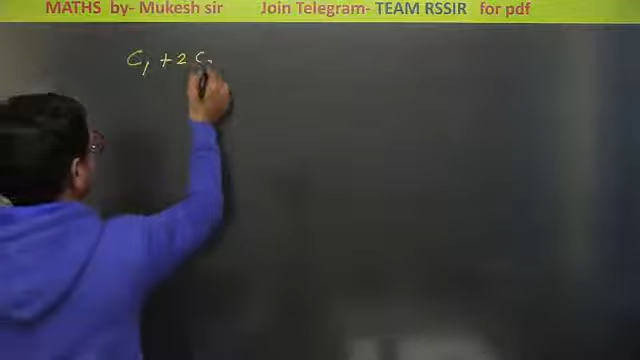 MATHS by- Mukesh sir Join Telegram- TEAM RSSIR for pdf
C₁ + 2 C